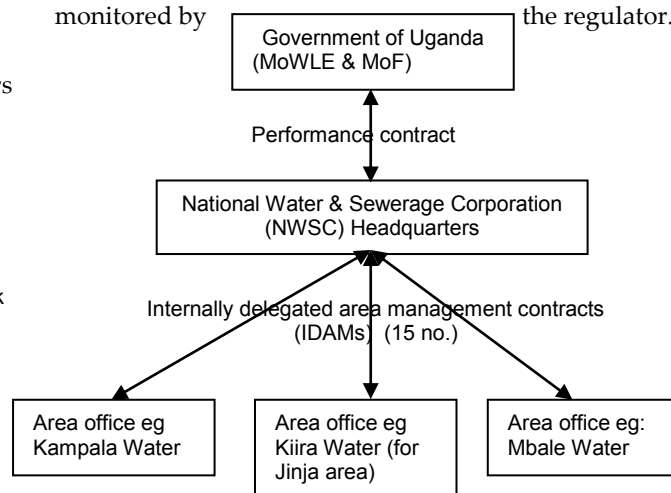 monitored by the regulator.
Government of Uganda
(MoWLE & MoF)
rs
Performance contract
National Water & Sewerage Corporation
(NWSC) Headquarters
k
Internally delegated area management contracts
(IDAMs) (15 no.)
Area office eg
Kampala Water
Area office eg
Kiira Water (for
Jinja area)
Area office eg:
Mbale Water